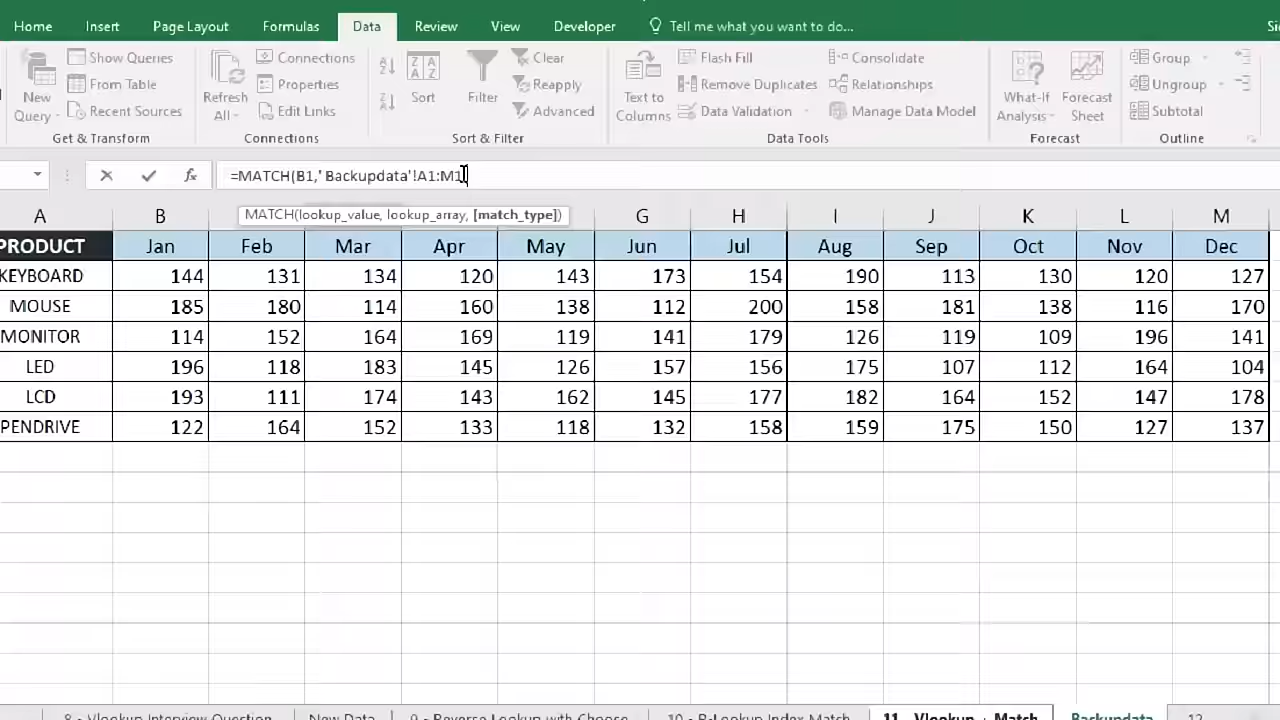 Home Insert Page Layout Formulas Data Review View Developer Tell me what you want to do...
Show Queries Connections Clear Flash Fill Consolidate Group
New From Table Refresh Properties Sort Filter Reapply Text to Remove Duplicates Relationships What-If Forecast Ungroup
Query Recent Sources All Edit Links Advanced Columns Data Validation Manage Data Model Analysis Sheet Subtotal
Get & Transform Connections Sort & Filter Data Tools Forecast Outline
fx =MATCH(B1,' Backupdata'!A1:M1
MATCH(lookup_value, lookup_array, [match_type])
A B G H I J K L M
PRODUCT Jan Feb Mar Apr May Jun Jul Aug Sep Oct Nov Dec
KEYBOARD 144 131 134 120 143 173 154 190 113 130 120 127
MOUSE 185 180 114 160 138 112 200 158 181 138 116 170
MONITOR 114 152 164 169 119 141 179 126 119 109 196 141
LED 196 118 183 145 126 157 156 175 107 112 164 104
LCD 193 111 174 143 162 145 177 182 164 152 147 178
PENDRIVE 122 164 152 133 118 132 158 159 175 150 127 137
8 - Vlookup Interview Question New Data 9 - Reverse Lookup with Choose 10 - R-Lookup Index Match 11 - Vlookup + Match Backupdata 12